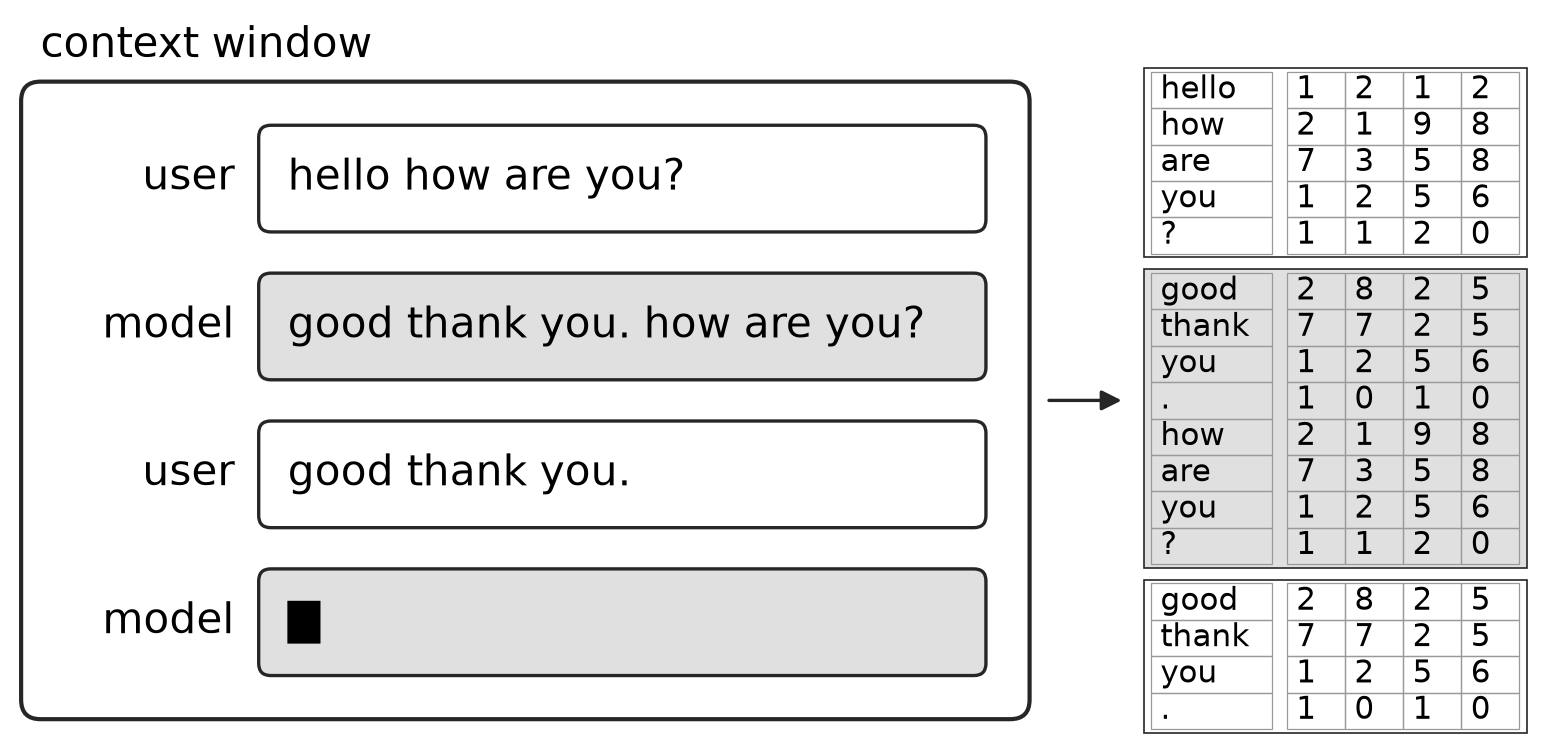 context window
user hello how are you?
model good thank you. how are you?
user good thank you.
model
hello 1 2 1 2
how 2 1 9 8
are 7 3 5 8
you 1 2 5 6
? 1 1 2 0
good 2 8 2 5
thank 7 7 2 5
you 1 2 5 6
. 1 0 1 0
how 2 1 9 8
are 7 3 5 8
you 1 2 5 6
? 1 1 2 0
good 2 8 2 5
thank 7 7 2 5
you 1 2 5 6
. 1 0 1 0